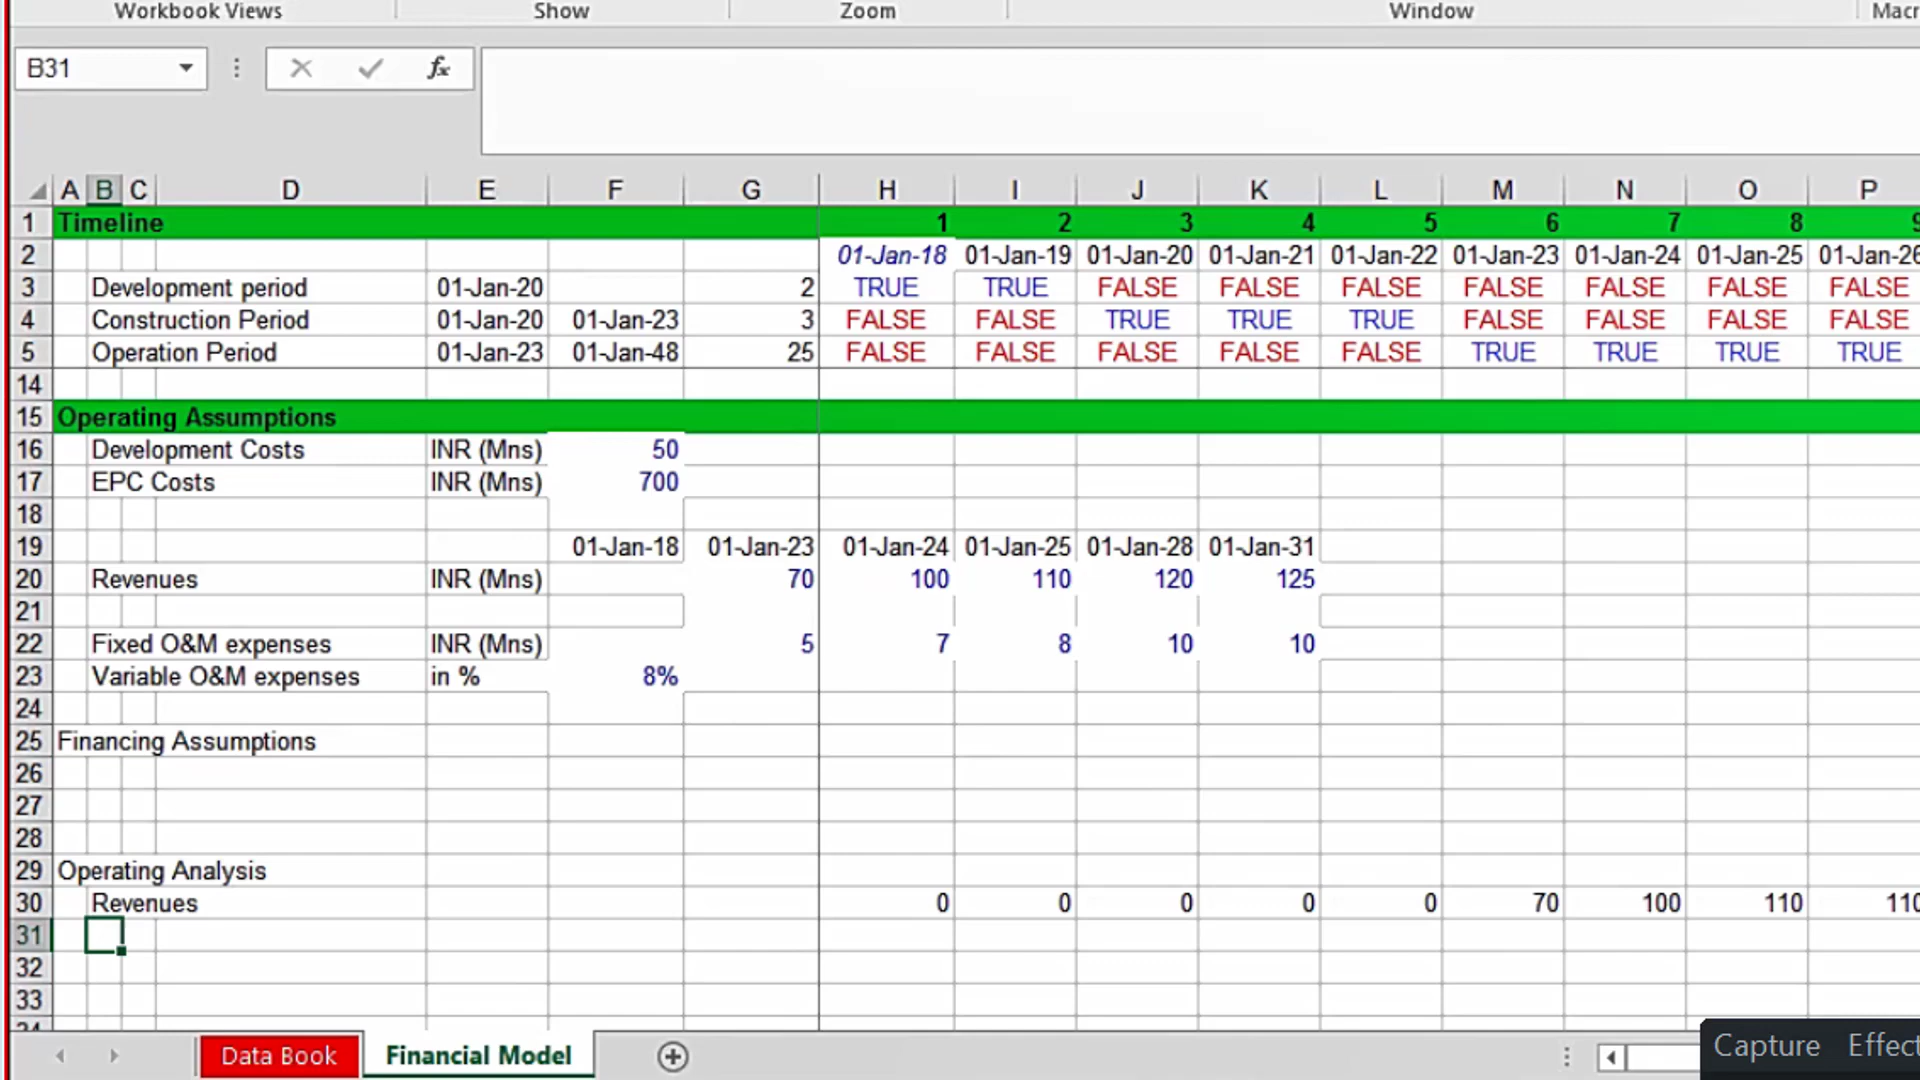 Workbook Views Show Zoom Window Macr
B31 fx
A B C D E F G H I J K L M N O P
1 Timeline 1 2 3 4 5 6 7 8 9
2 01-Jan-18 01-Jan-19 01-Jan-20 01-Jan-21 01-Jan-22 01-Jan-23 01-Jan-24 01-Jan-25 01-Jan-26
3 Development period 01-Jan-20 2 TRUE TRUE FALSE FALSE FALSE FALSE FALSE FALSE FALSE
4 Construction Period 01-Jan-20 01-Jan-23 3 FALSE FALSE TRUE TRUE TRUE FALSE FALSE FALSE FALSE
5 Operation Period 01-Jan-23 01-Jan-48 25 FALSE FALSE FALSE FALSE FALSE TRUE TRUE TRUE TRUE
14
15 Operating Assumptions
16 Development Costs INR (Mns) 50
17 EPC Costs INR (Mns) 700
18
19 01-Jan-18 01-Jan-23 01-Jan-24 01-Jan-25 01-Jan-28 01-Jan-31
20 Revenues INR (Mns) 70 100 110 120 125
21
22 Fixed O&M expenses INR (Mns) 5 7 8 10 10
23 Variable O&M expenses in % 8%
24
25 Financing Assumptions
26
27
28
29 Operating Analysis
30 Revenues 0 0 0 0 0 70 100 110 110
31
32
33
34
Data Book Financial Model
Capture Effect